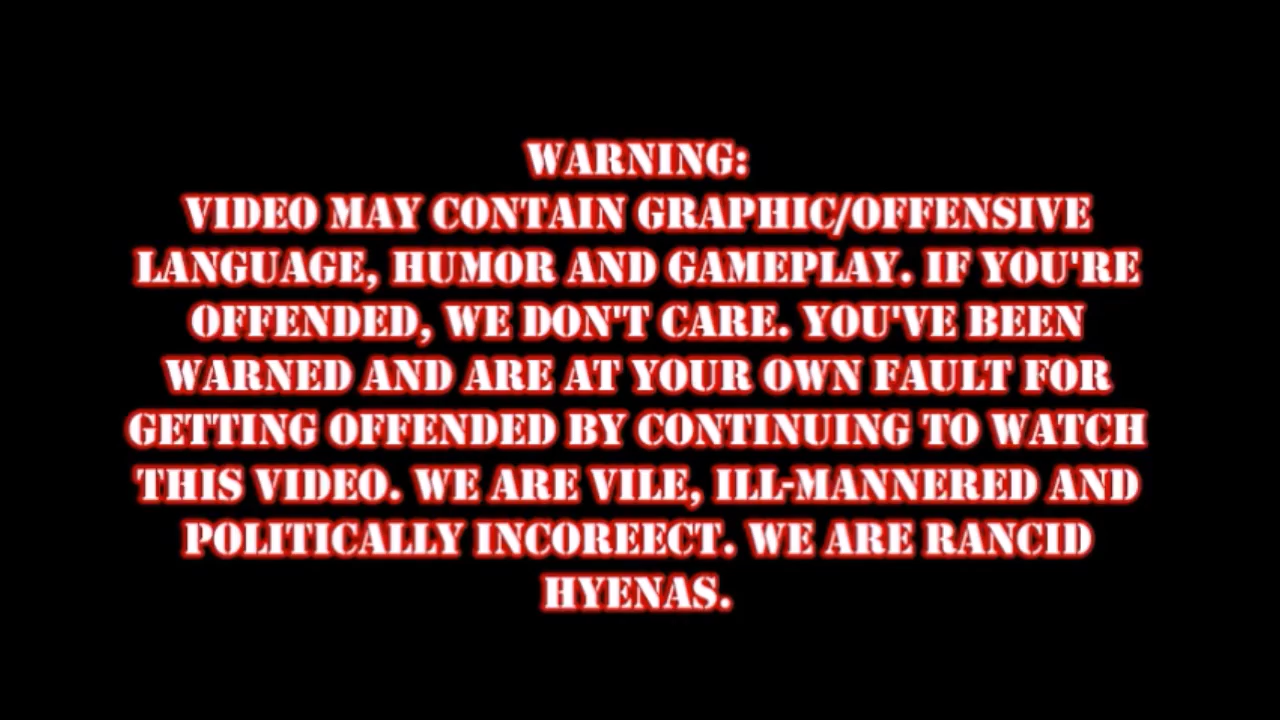 WARNING:
VIDEO MAY CONTAIN GRAPHIC/OFFENSIVE
LANGUAGE, HUMOR AND GAMEPLAY. IF YOU'RE
OFFENDED, WE DON'T CARE. YOU'VE BEEN
WARNED AND ARE AT YOUR OWN FAULT FOR
GETTING OFFENDED BY CONTINUING TO WATCH
THIS VIDEO. WE ARE VILE, ILL-MANNERED AND
POLITICALLY INCOREECT. WE ARE RANCID
HYENAS.